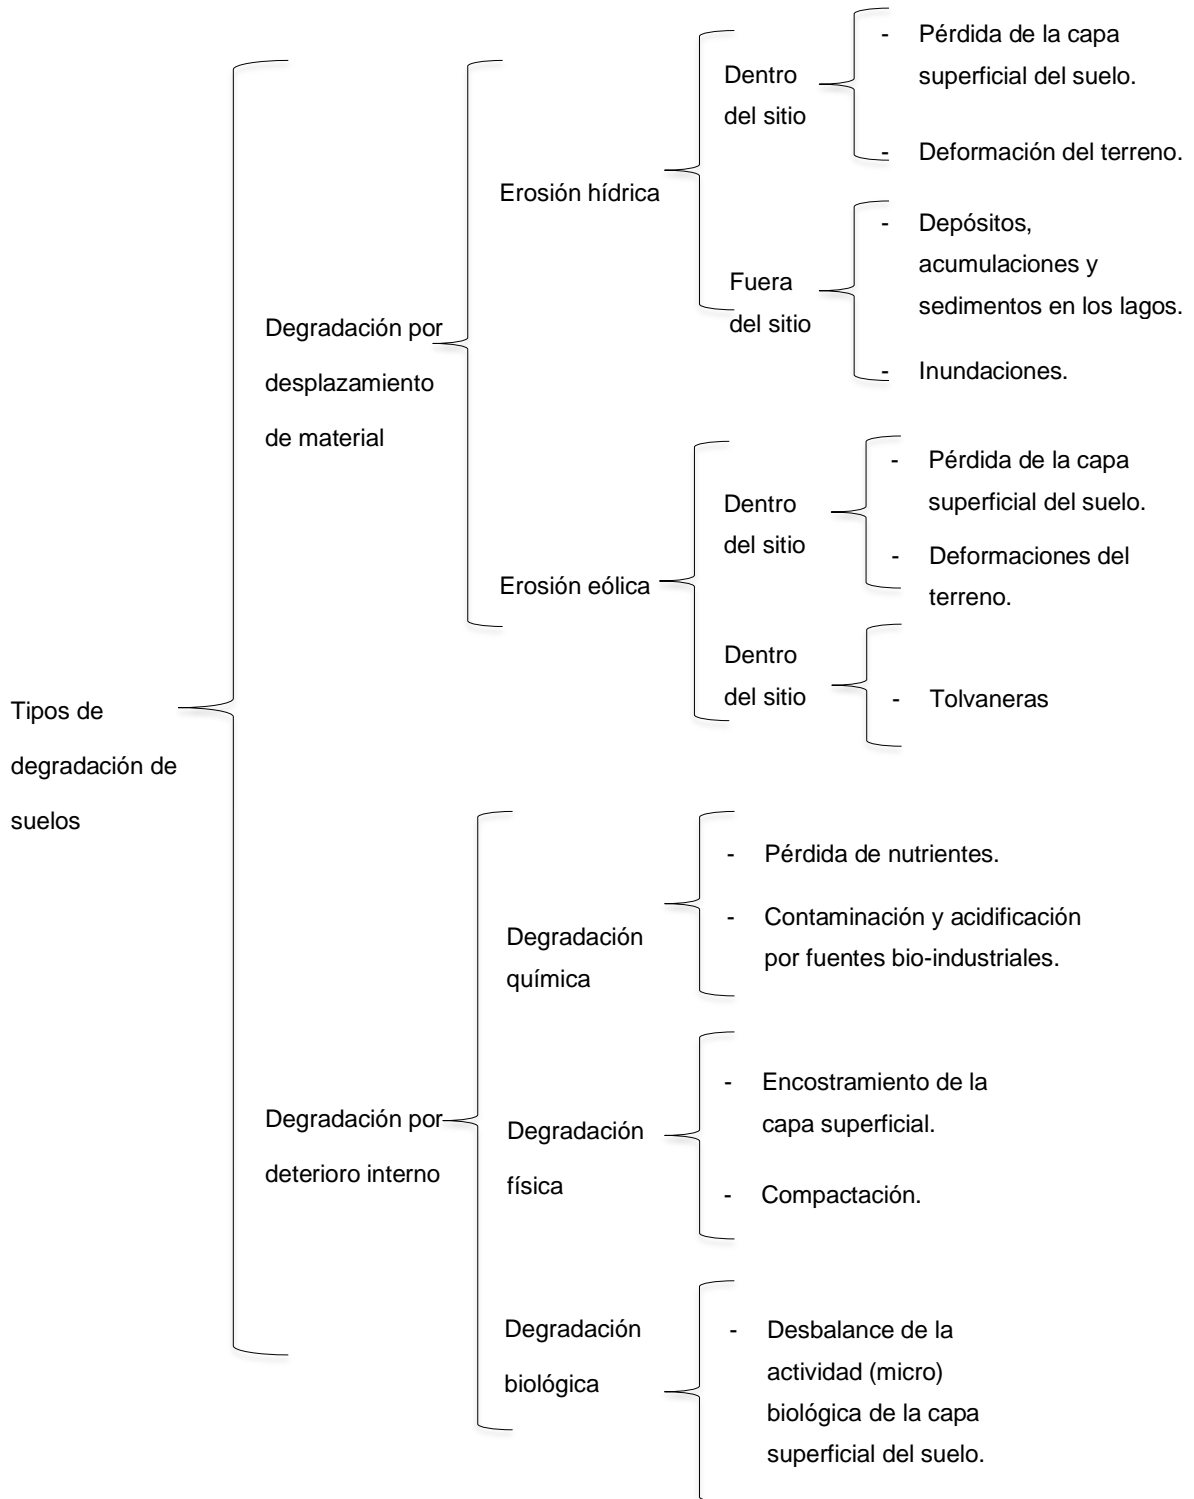 Tipos de
degradación de
suelos
Degradación por
desplazamiento
de material
Erosión hídrica
Dentro
del sitio
- Pérdida de la capa
superficial del suelo.
- Deformación del terreno.
Fuera
del sitio
- Depósitos,
acumulaciones y
sedimentos en los lagos.
- Inundaciones.
Erosión eólica
Dentro
del sitio
- Pérdida de la capa
superficial del suelo.
- Deformaciones del
terreno.
Dentro
del sitio
- Tolvaneras
Degradación por
deterioro interno
Degradación
química
- Pérdida de nutrientes.
- Contaminación y acidificación
por fuentes bio-industriales.
Degradación
física
- Encostramiento de la
capa superficial.
- Compactación.
Degradación
biológica
- Desbalance de la
actividad (micro)
biológica de la capa
superficial del suelo.